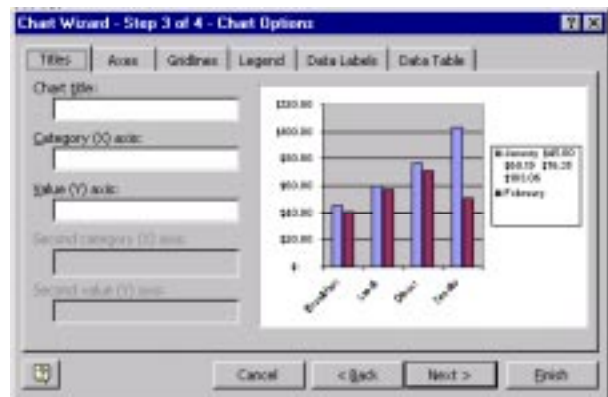 Chart Wizard - Step 3 of 4 - Chart Options
Titles Axes Gridlines Legend Data Labels Data Table
Chart title:
Category (X) axis:
Value (Y) axis:
Second category (X) axis:
Second value (Y) axis:
$120.00
$100.00
$80.00
$60.00
$40.00
$20.00
$-
Breakfast Lunch Dinner
January $45.00
February
Cancel < Back Next > Finish